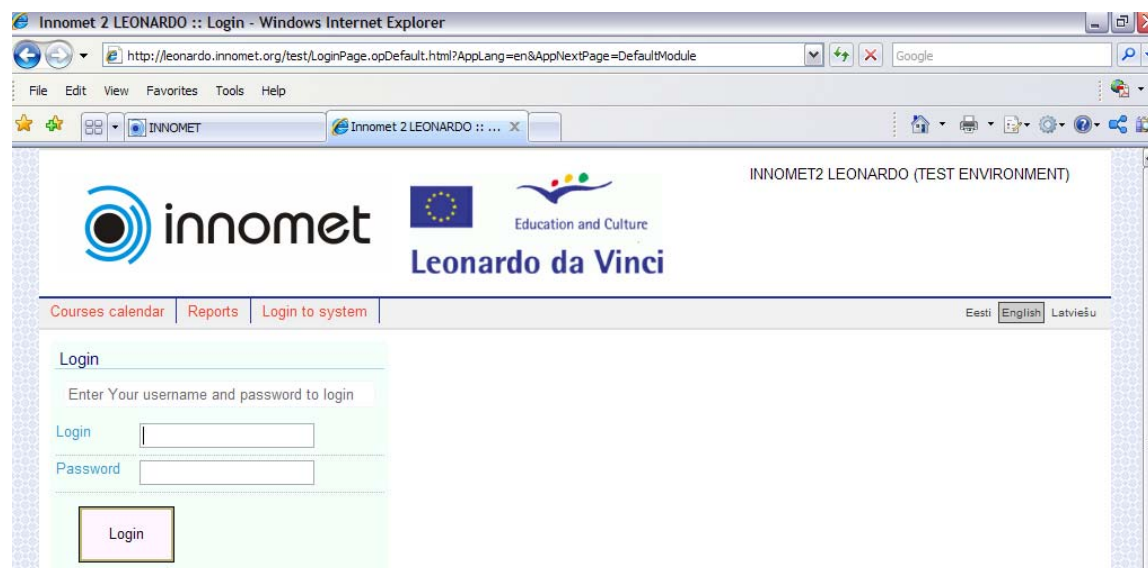 Innomet 2 LEONARDO :: Login - Windows Internet Explorer
http://leonardo.innomet.org/test/LoginPage.opDefault.html?AppLang=en&AppNextPage=DefaultModule
Google
File Edit View Favorites Tools Help
INNOMET
Innomet 2 LEONARDO :: ...
INNOMET2 LEONARDO (TEST ENVIRONMENT)
innomet
Education and Culture
Leonardo da Vinci
Courses calendar Reports Login to system
Eesti English Latviešu
Login
Enter Your username and password to login
Login
Password
Login